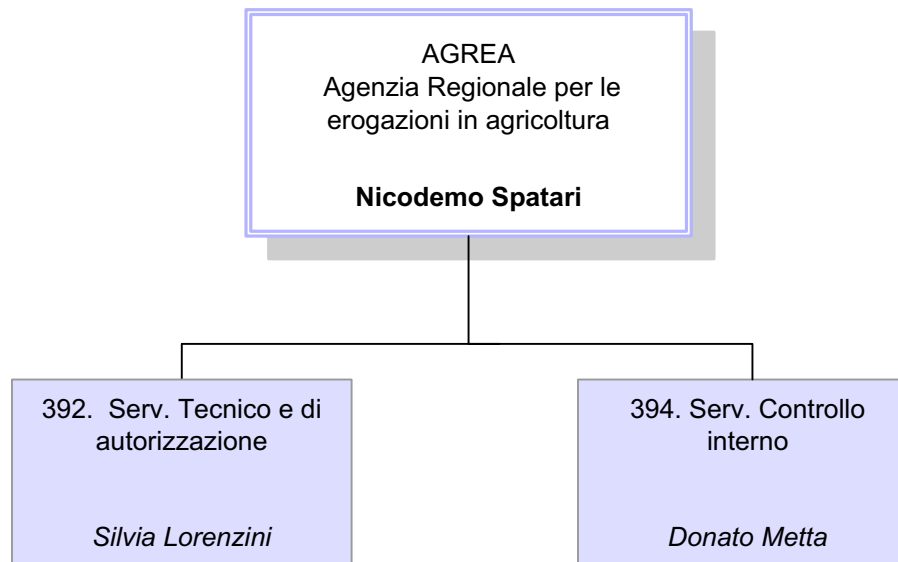 AGREA
Agenzia Regionale per le
erogazioni in agricoltura
Nicodemo Spatari
392. Serv. Tecnico e di
autorizzazione
Silvia Lorenzini
394. Serv. Controllo
interno
Donato Metta